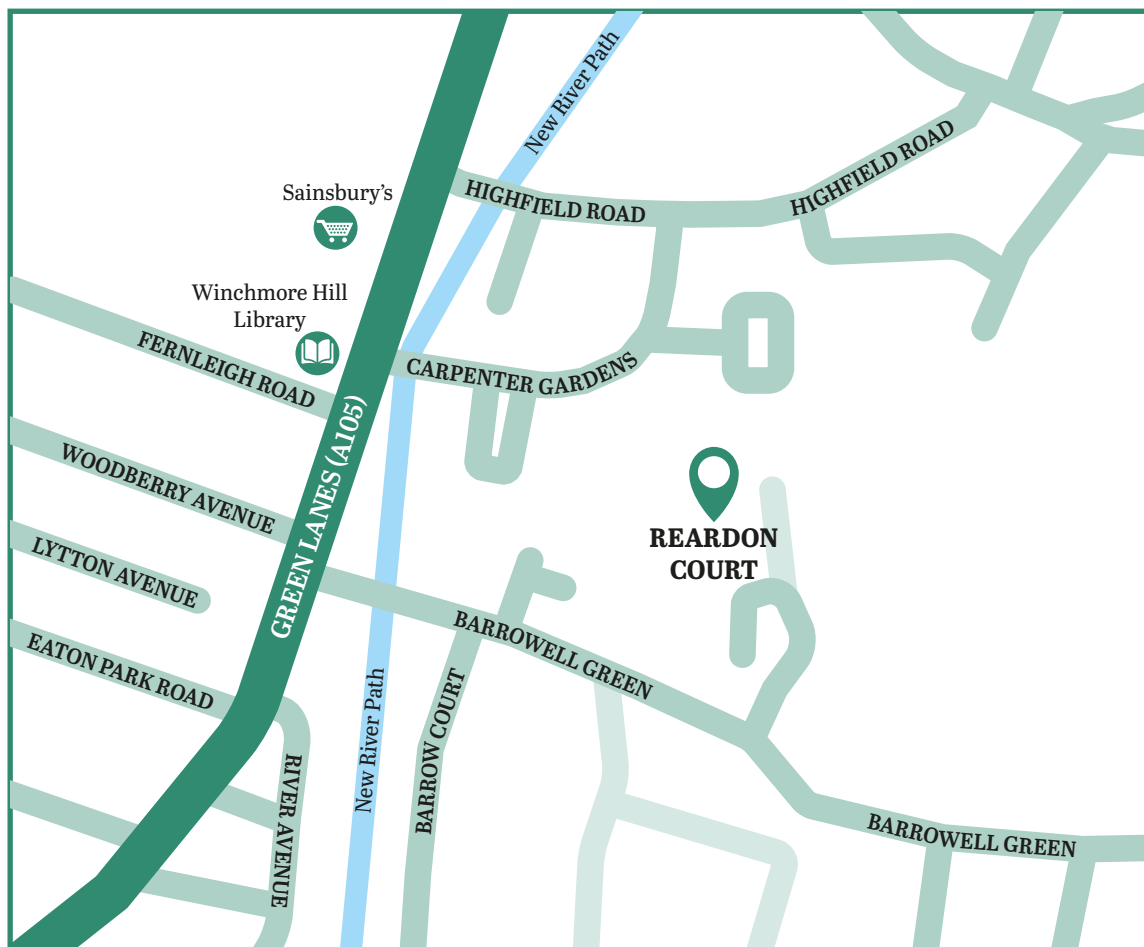 New River Path
HIGHFIELD ROAD
HIGHFIELD ROAD
Sainsbury's
Winchmore Hill
Library
FERNLEIGH ROAD
CARPENTER GARDENS
GREEN LANES (A105)
WOODBERRY AVENUE
REARDON
COURT
LYTTON AVENUE
BARROWELL GREEN
EATON PARK ROAD
New River Path
BARROW COURT
RIVER AVENUE
BARROWELL GREEN